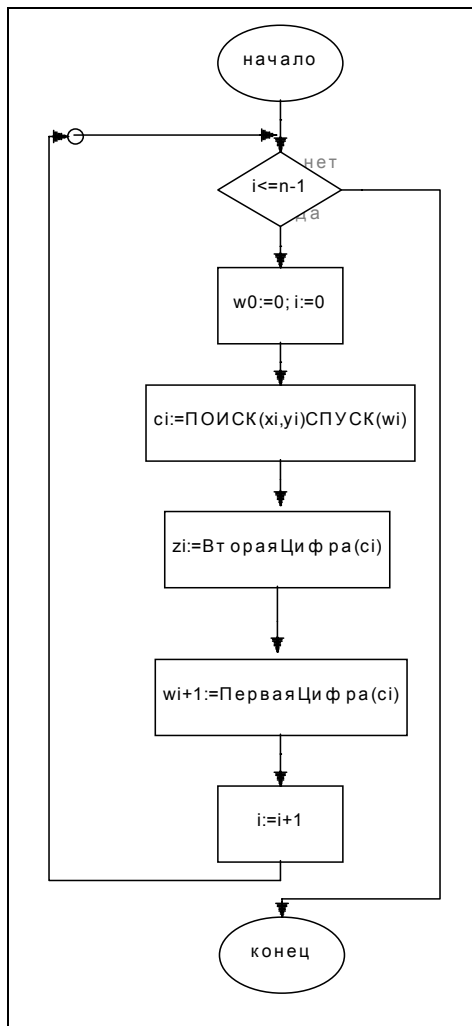 начало
нет
i<=n-1
да
w0:=0; i:=0
ci:=ПОИСК(xi,yi)СПУСК(wi)
zi:=ВтораяЦифра(ci)
wi+1:=ПерваяЦифра(ci)
i:=i+1
конец